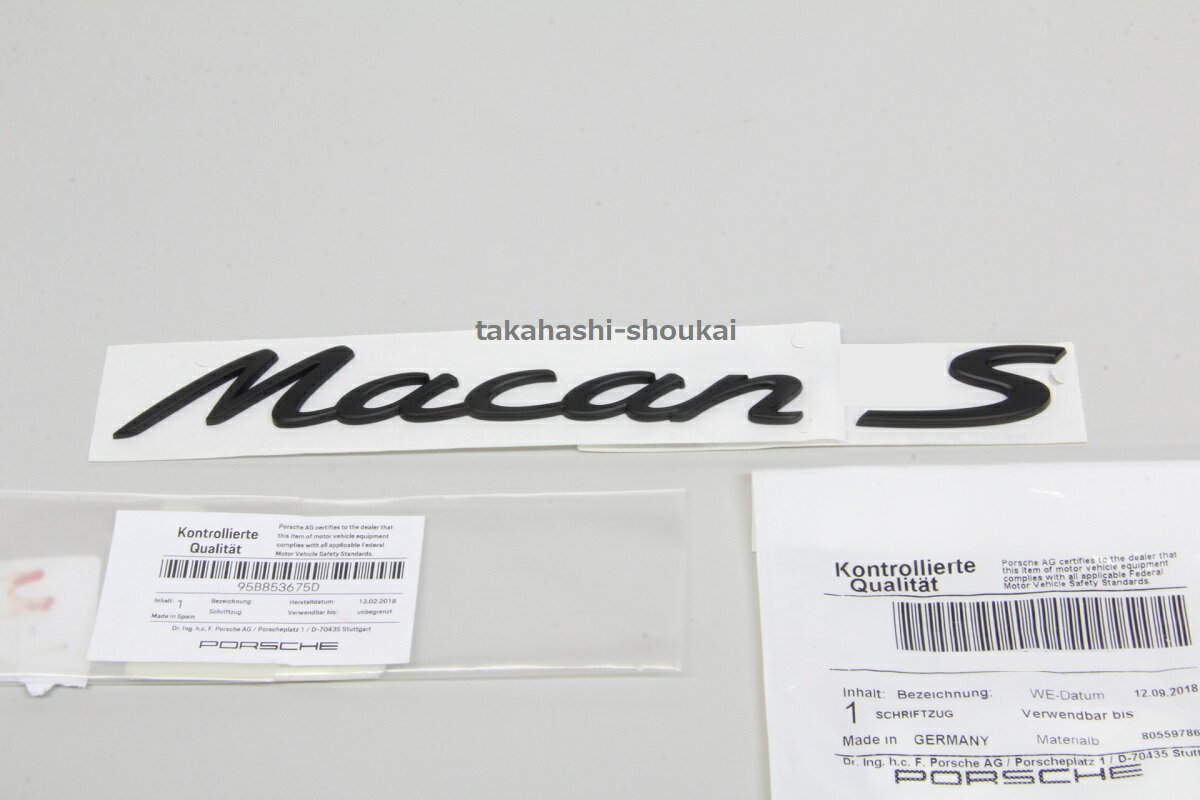 takahashi-shoukai
Macan S
Kontrollierte
Qualität
Porsche AG certifies to the dealer that
this item of motor vehicle equipment
complies with all applicable Federal
Motor Vehicle Safety Standards.
95B853675D
Inhalt: 1 Bezeichnung: Herstelldatum: 13.02.2018
Schriftzug Verwendbar bis: unbegrenzt
Made in Spain
Dr. Ing. h.c. F. Porsche AG / Porscheplatz 1 / D-70435 Stuttgart
PORSCHE
Kontrollierte
Qualität
Porsche AG certifies to the dealer that
this item of motor vehicle equipment
complies with all applicable Federal
Motor Vehicle Safety Standards.
Inhalt: Bezeichnung: WE-Datum 12.09.2018
1 SCHRIFTZUG Verwendbar bis
Made in GERMANY Materialb 80559786
Dr. Ing. h.c. F. Porsche AG / Porscheplatz 1 / D-70435 Stuttg
PORSCHE